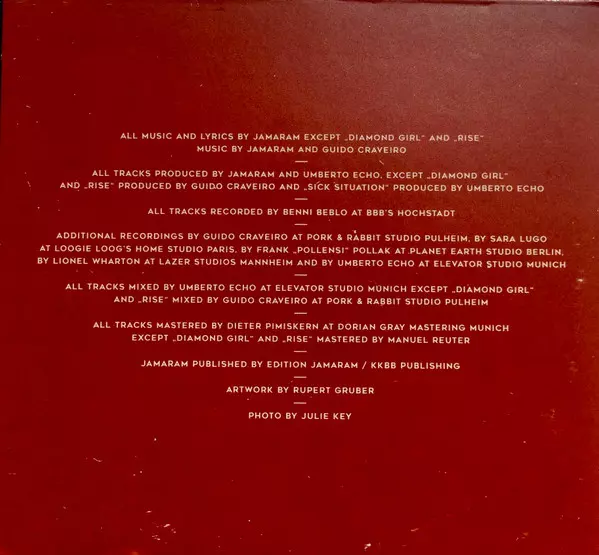 ALL MUSIC AND LYRICS BY JAMARAM EXCEPT „DIAMOND GIRL“ AND „RISE“
MUSIC BY JAMARAM AND GUIDO CRAVEIRO
ALL TRACKS PRODUCED BY JAMARAM AND UMBERTO ECHO, EXCEPT „DIAMOND GIRL“
AND „RISE“ PRODUCED BY GUIDO CRAVEIRO AND „SICK SITUATION“ PRODUCED BY UMBERTO ECHO
ALL TRACKS RECORDED BY BENNI BEBLO AT BBB'S HOCHSTADT
ADDITIONAL RECORDINGS BY GUIDO CRAVEIRO AT PORK & RABBIT STUDIO PULHEIM, BY SARA LUGO
AT LOOGIE LOOG'S HOME STUDIO PARIS, BY FRANK „POLLENSI“ POLLAK AT PLANET EARTH STUDIO BERLIN,
BY LIONEL WHARTON AT LAZER STUDIOS MANNHEIM AND BY UMBERTO ECHO AT ELEVATOR STUDIO MUNICH
ALL TRACKS MIXED BY UMBERTO ECHO AT ELEVATOR STUDIO MUNICH EXCEPT „DIAMOND GIRL“
AND „RISE“ MIXED BY GUIDO CRAVEIRO AT PORK & RABBIT STUDIO PULHEIM
ALL TRACKS MASTERED BY DIETER PIMISKERN AT DORIAN GRAY MASTERING MUNICH
EXCEPT „DIAMOND GIRL“ AND „RISE“ MASTERED BY MANUEL REUTER
JAMARAM PUBLISHED BY EDITION JAMARAM / KKBB PUBLISHING
ARTWORK BY RUPERT GRUBER
PHOTO BY JULIE KEY